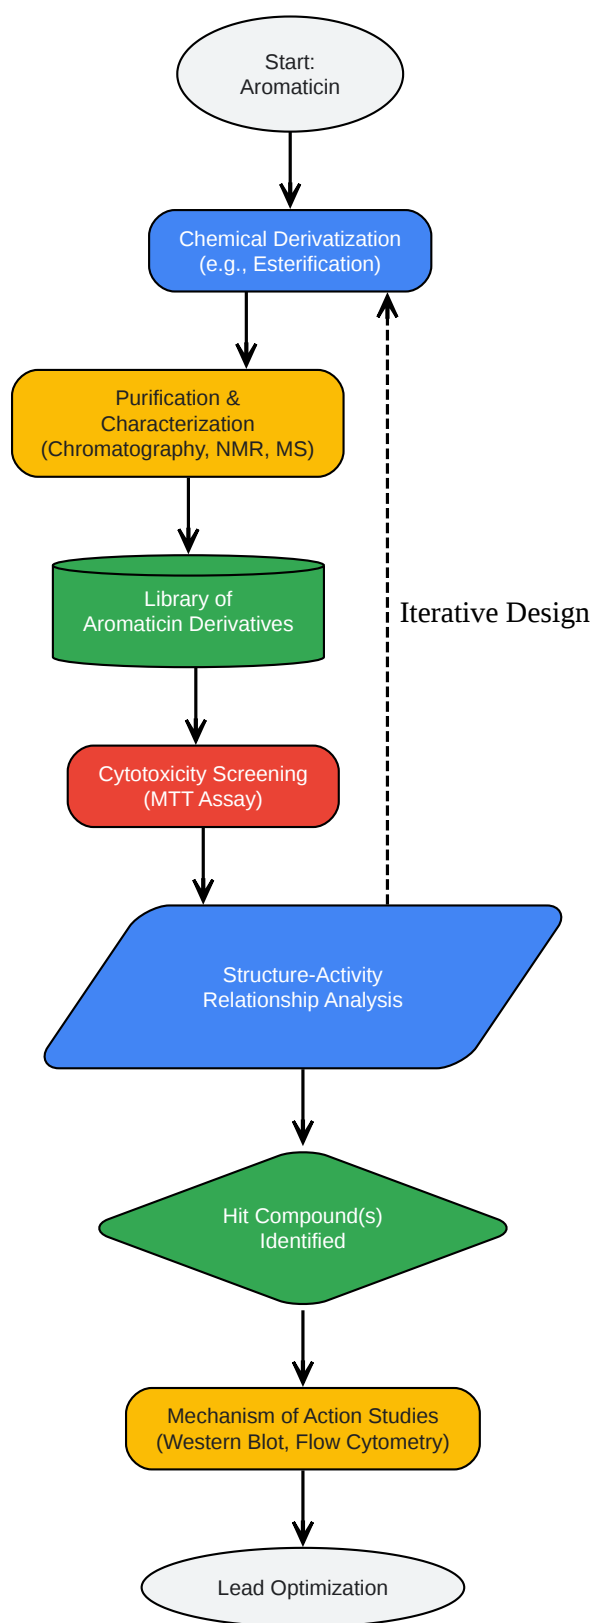 Start:
Aromaticin
Chemical Derivatization
(e.g., Esterification)
Purification &
Characterization
(Chromatography, NMR, MS)
Library of
Aromaticin Derivatives
Iterative Design
Cytotoxicity Screening
(MTT Assay)
Structure-Activity
Relationship Analysis
Hit Compound(s)
Identified
Mechanism of Action Studies
(Western Blot, Flow Cytometry)
Lead Optimization